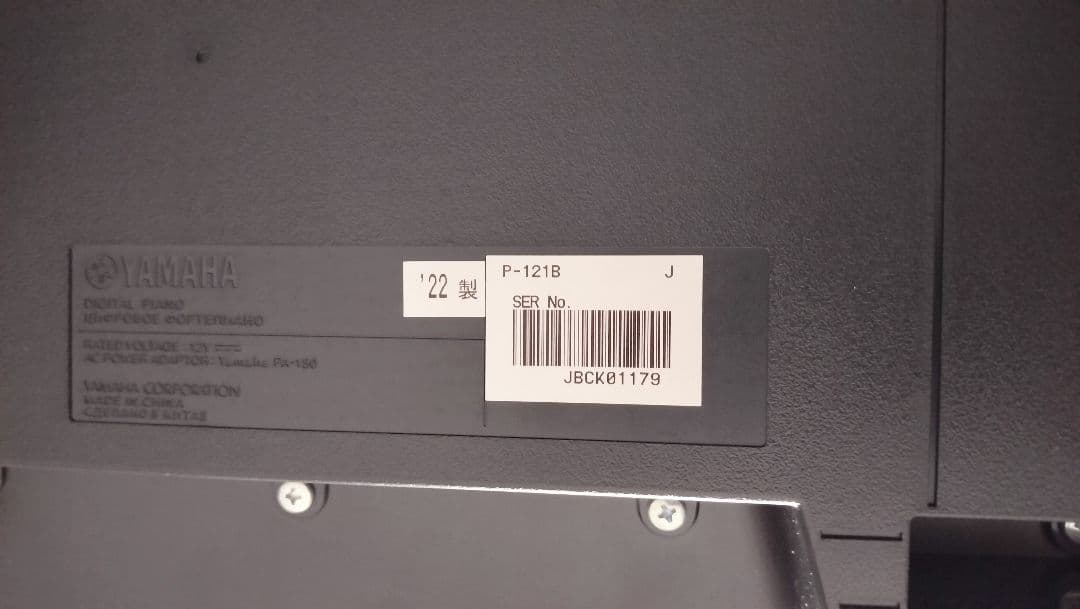 YAMAHA
DIGITAL PIANO
ЦИФРОВОЕ ФОРТЕПИАНО
RATED VOLTAGE : 12V
AC POWER ADAPTOR : Yamaha PA-150
YAMAHA CORPORATION
MADE IN CHINA
СДЕЛАНО В КИТАЕ
'22 製
P-121B J
SER No.
JBCK01179